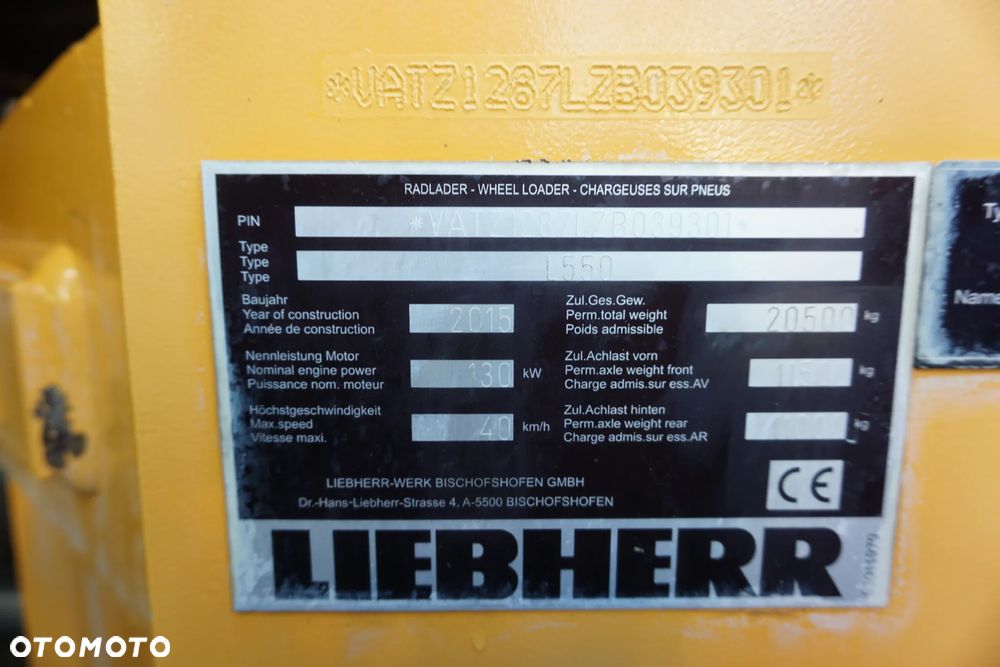 *VATZ1287LZB039301*
RADLADER - WHEEL LOADER - CHARGEUSES SUR PNEUS
PIN *VATZ1287LZB039301*
Type
Type L550
Type
Baujahr
Year of construction 2015
Année de construction
Zul.Ges.Gew.
Perm.total weight 20500 kg
Poids admissible
Nennleistung Motor
Nominal engine power 130 kW
Puissance nom. moteur
Zul.Achlast vorn
Perm.axle weight front kg
Charge admis.sur ess.AV
Höchstgeschwindigkeit
Max.speed 40 km/h
Vitesse maxi.
Zul.Achlast hinten
Perm.axle weight rear kg
Charge admis.sur ess.AR
LIEBHERR-WERK BISCHOFSHOFEN GMBH
Dr.-Hans-Liebherr-Strasse 4, A-5500 BISCHOFSHOFEN
CE
LIEBHERR
Name
OTOMOTO